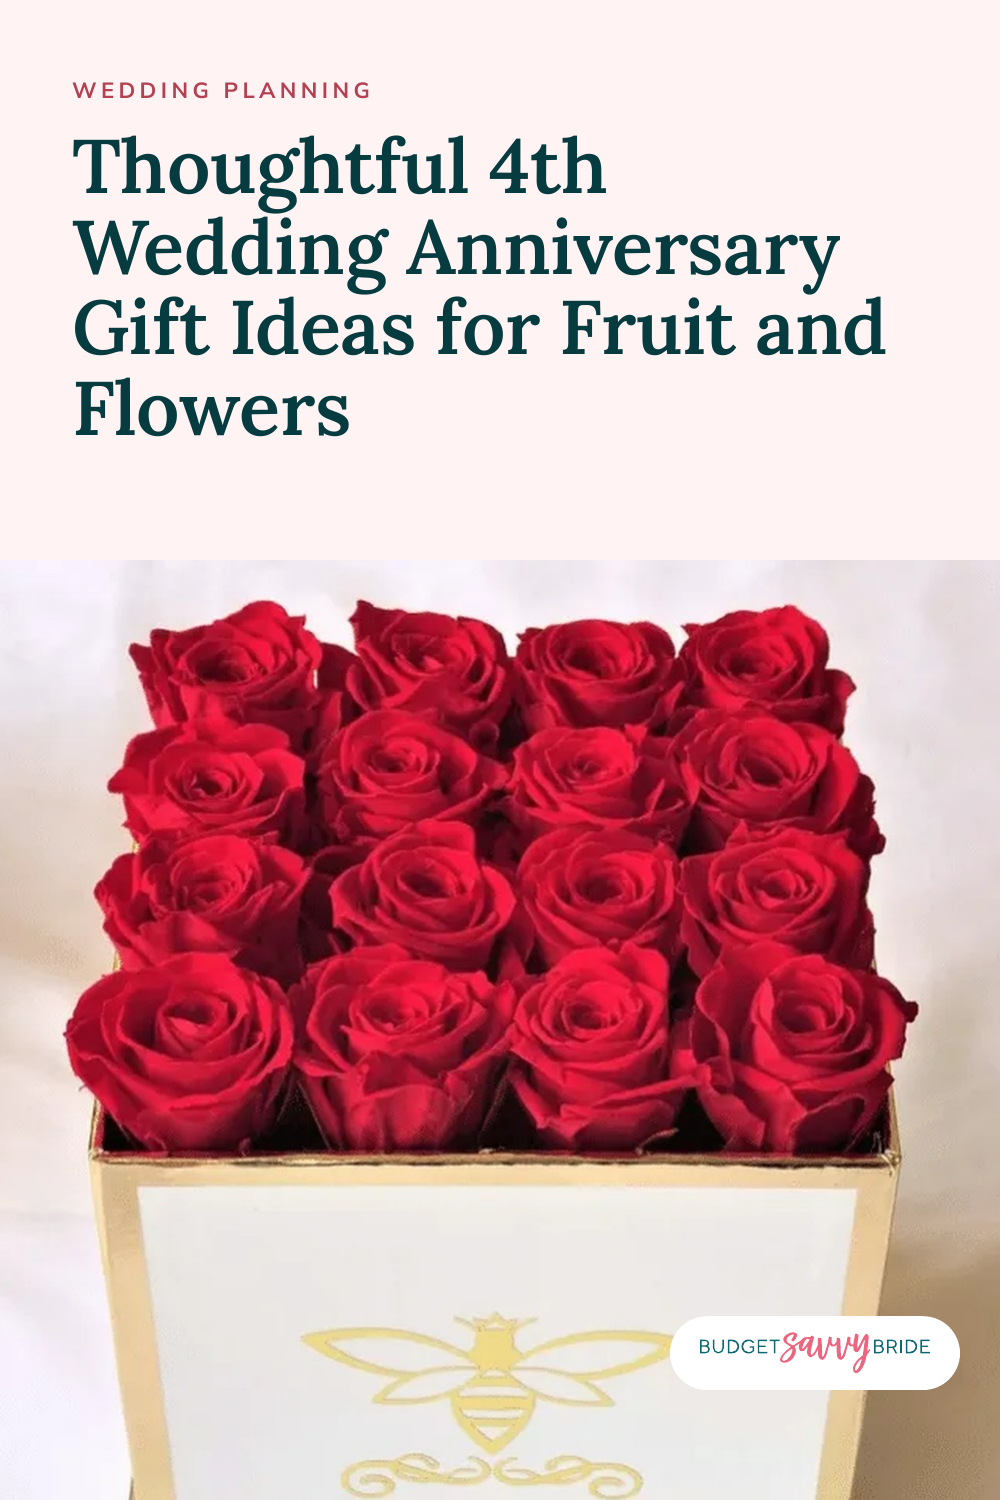 WEDDING PLANNING
Thoughtful 4th
Wedding Anniversary
Gift Ideas for Fruit and
Flowers
BUDGET savvy BRIDE